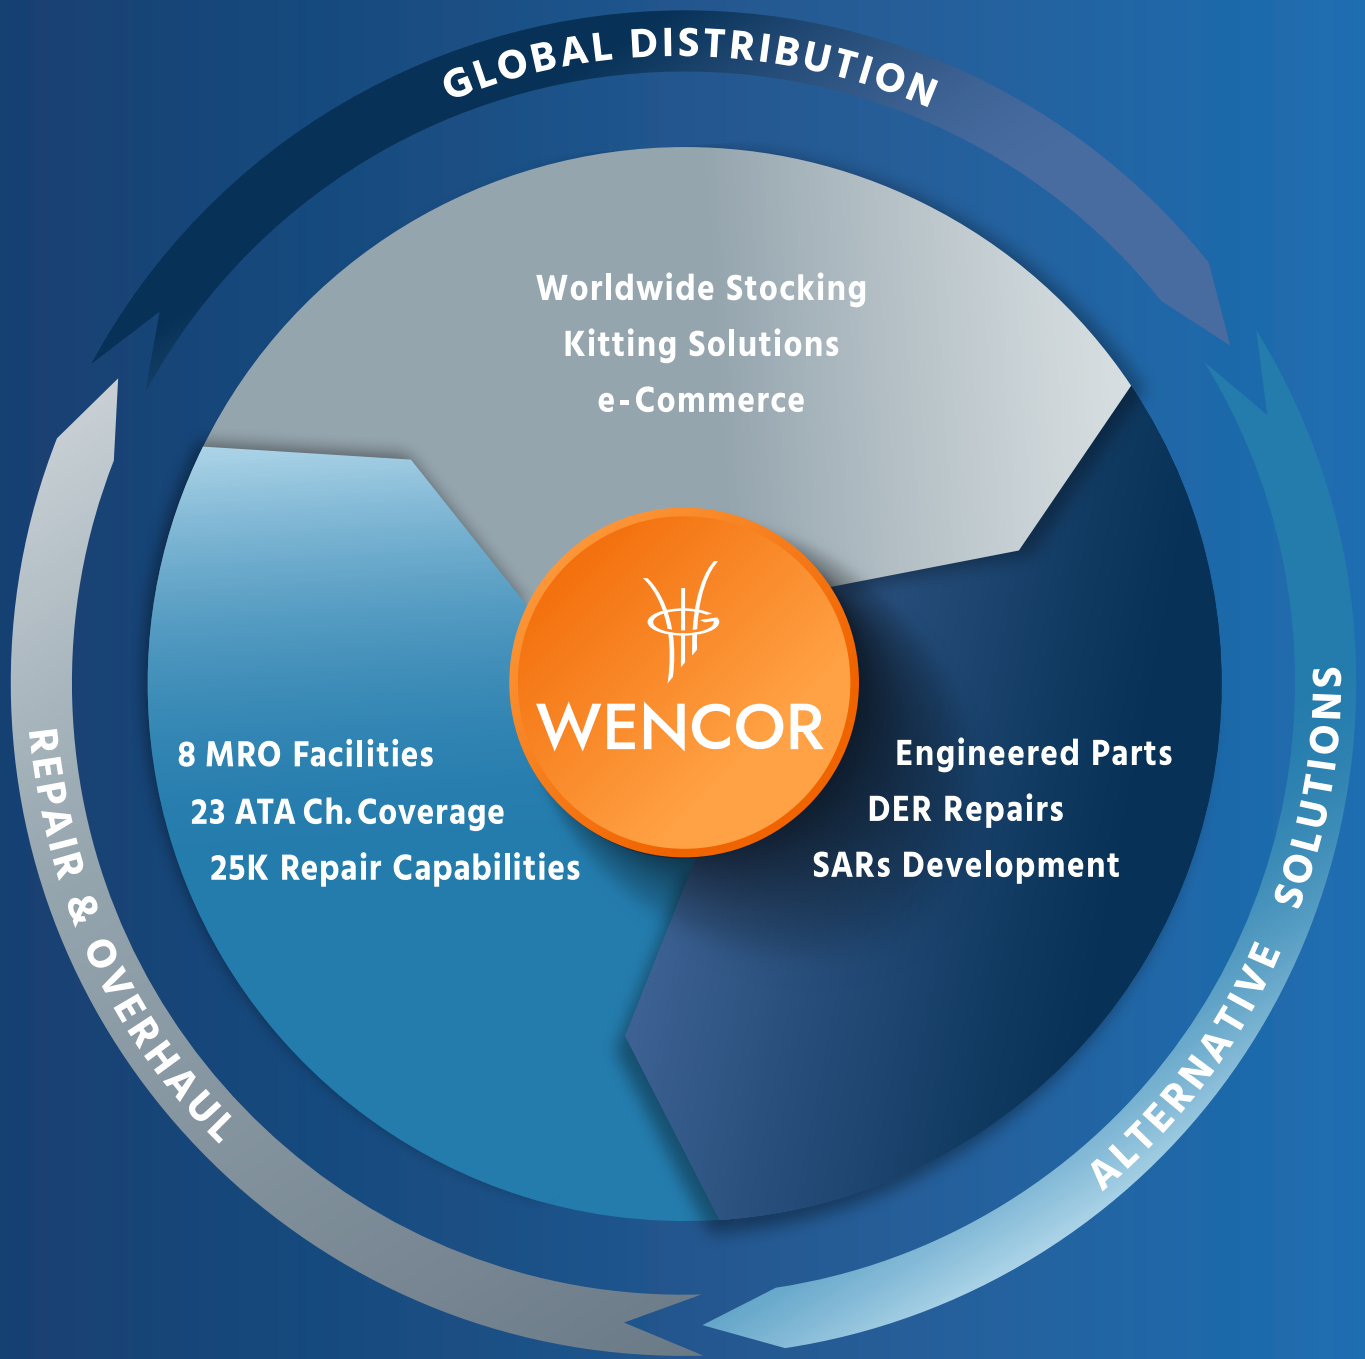 GLOBAL DISTRIBUTION
Worldwide Stocking
Kitting Solutions
e-Commerce
WENCOR
8 MRO Facilities
23 ATA Ch. Coverage
25K Repair Capabilities
Engineered Parts
DER Repairs
SARs Development
REPAIR & OVERHAUL
ALTERNATIVE SOLUTIONS